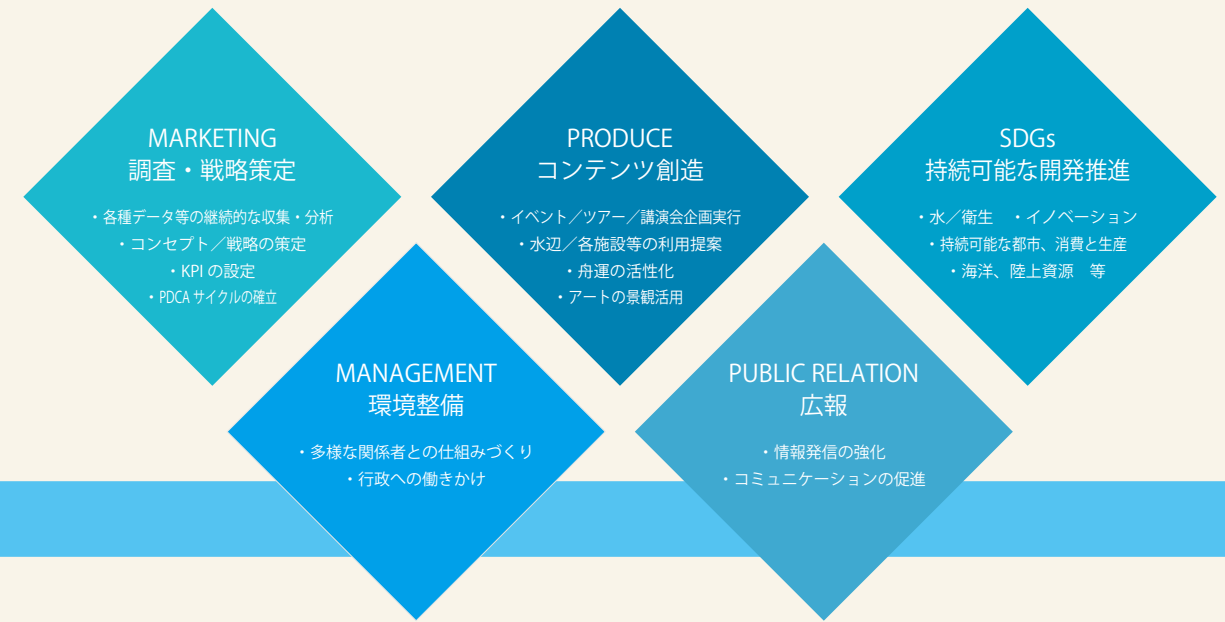 MARKETING
調査・戦略策定
・各種データ等の継続的な収集・分析
・コンセプト／戦略の策定
・KPI の設定
・PDCA サイクルの確立
MANAGEMENT
環境整備
・多様な関係者との仕組みづくり
・行政への働きかけ
PRODUCE
コンテンツ創造
・イベント／ツアー／講演会企画実行
・水辺／各施設等の利用提案
・舟運の活性化
・アートの景観活用
PUBLIC RELATION
広報
・情報発信の強化
・コミュニケーションの促進
SDGs
持続可能な開発推進
・水／衛生　・イノベーション
・持続可能な都市、消費と生産
・海洋、陸上資源　等